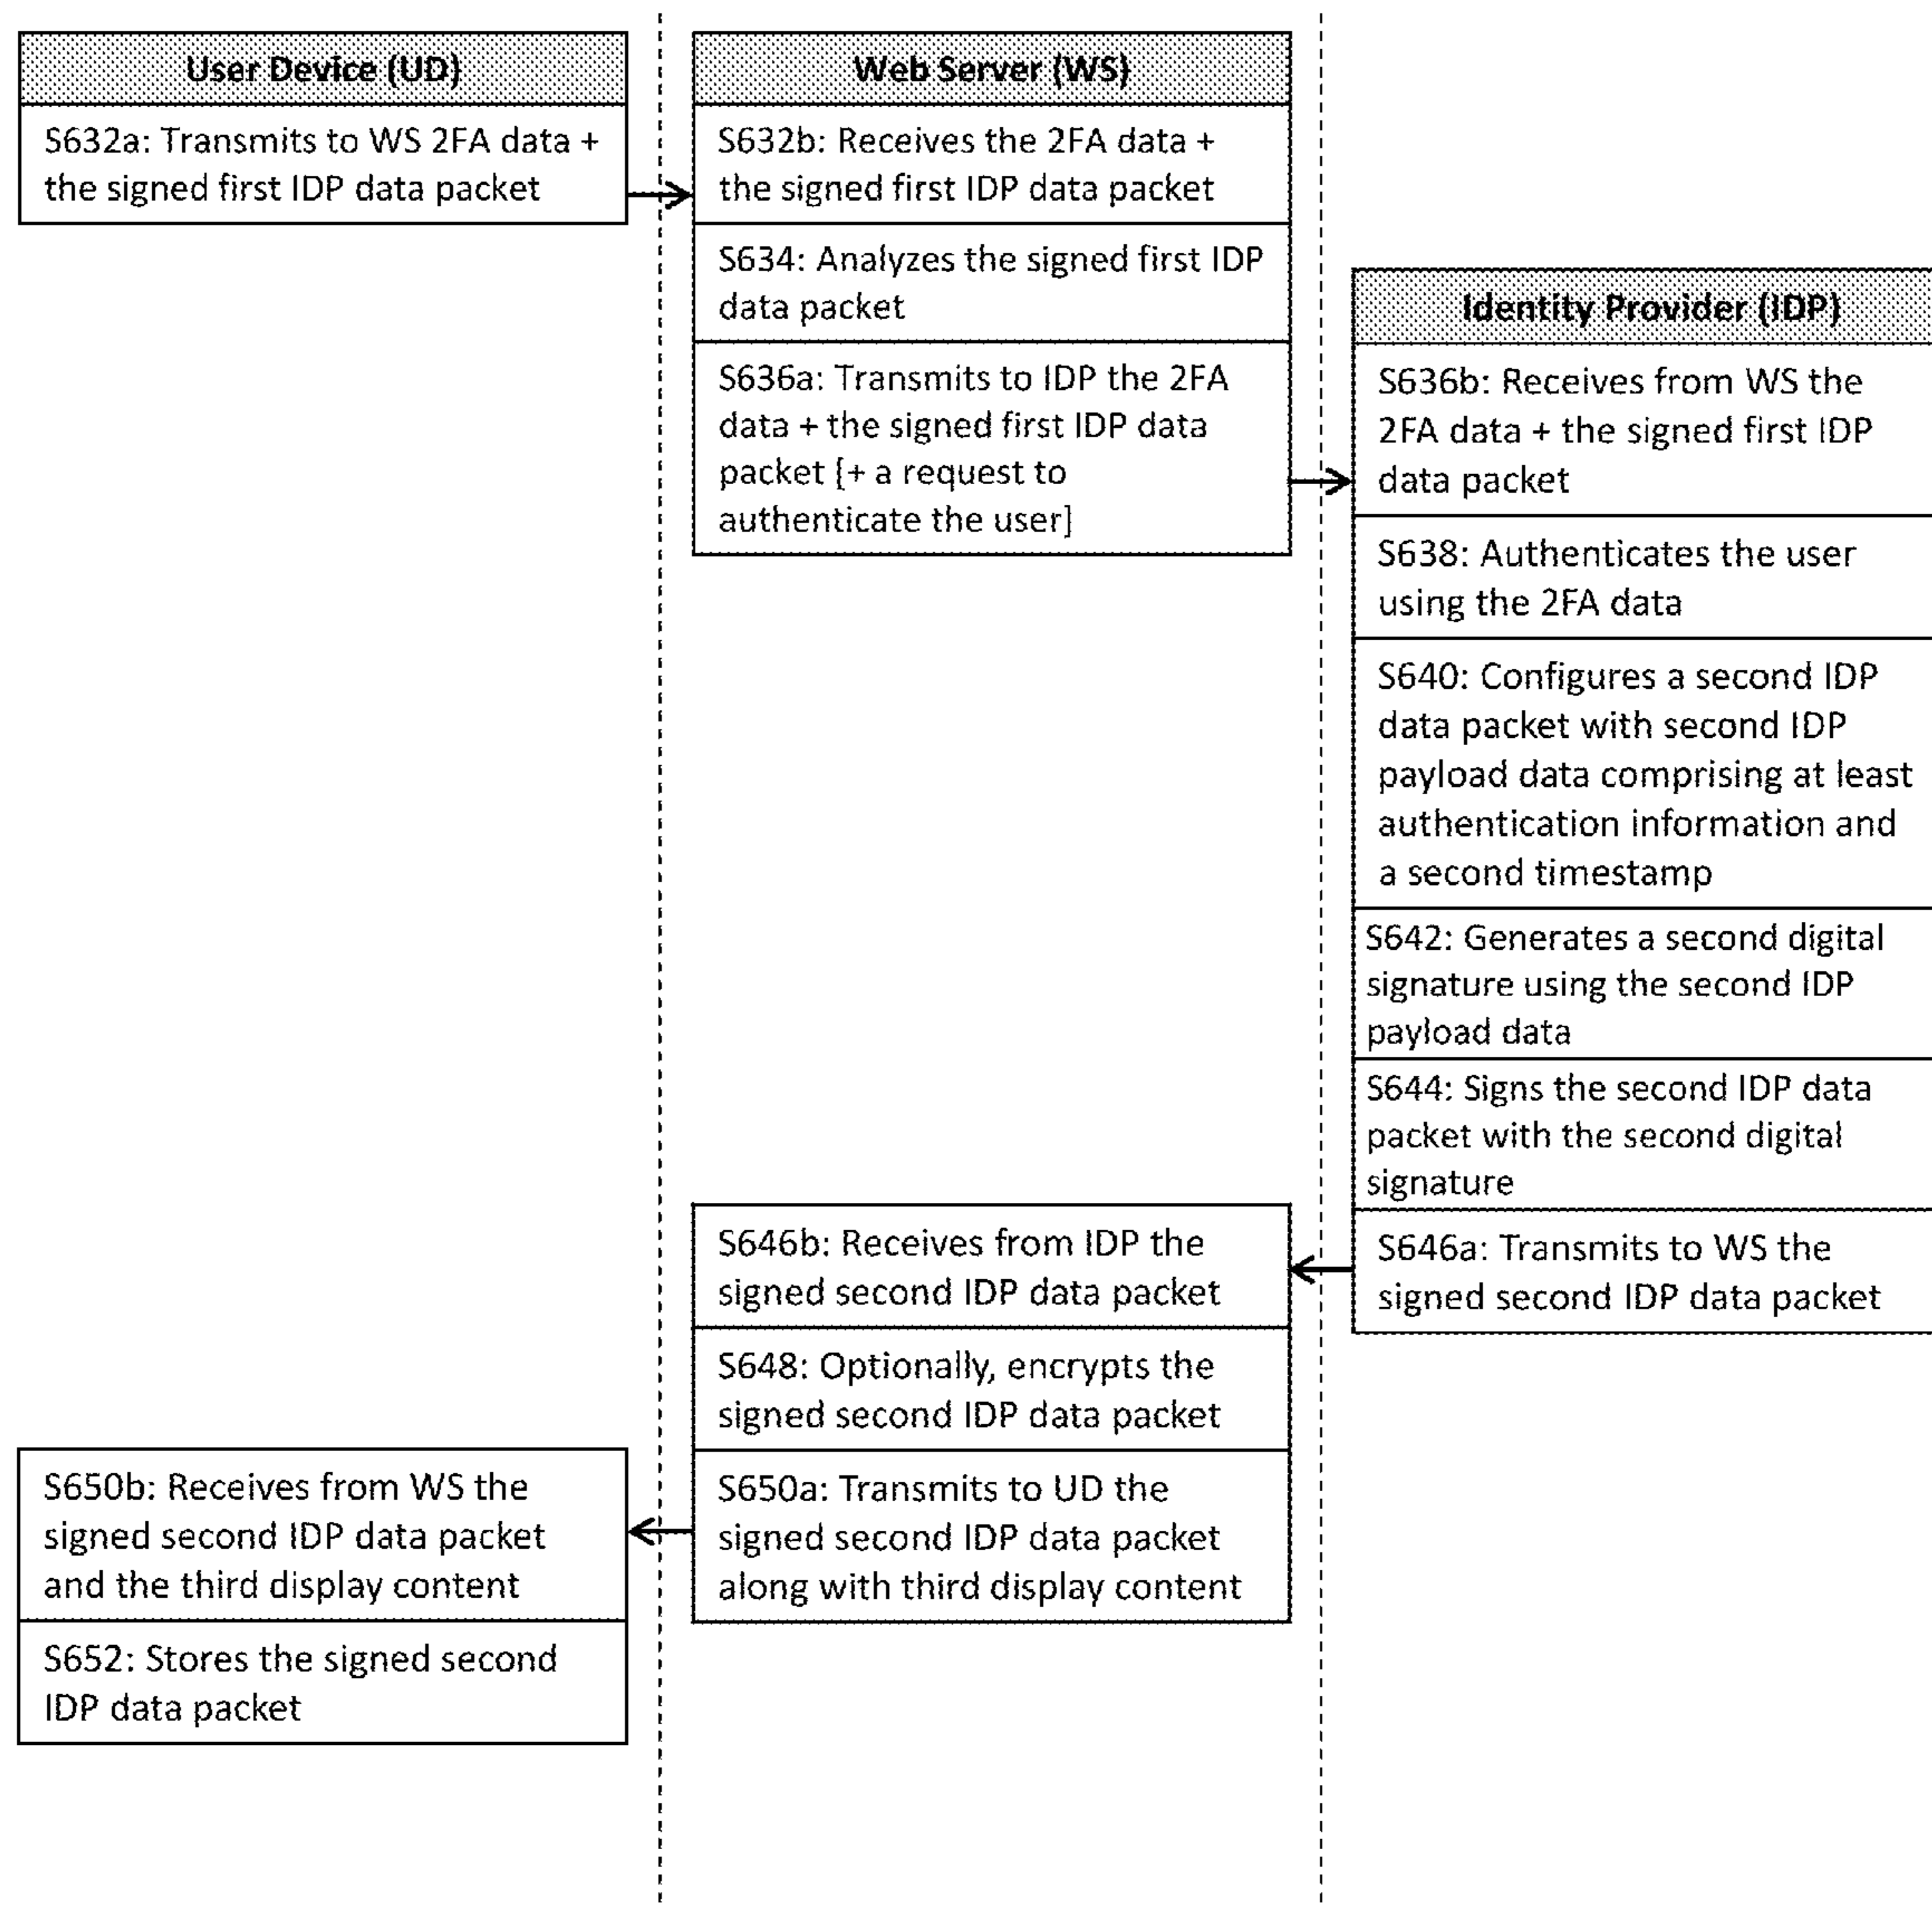 User Device (UD)
S632a: Transmits to WS 2FA data +
the signed first IDP data packet
Web Server (WS)
S632b: Receives the 2FA data +
the signed first IDP data packet
S634: Analyzes the signed first IDP
data packet
S636a: Transmits to IDP the 2FA
data + the signed first IDP data
packet [+ a request to
authenticate the user]
Identity Provider (IDP)
S636b: Receives from WS the
2FA data + the signed first IDP
data packet
S638: Authenticates the user
using the 2FA data
S640: Configures a second IDP
data packet with second IDP
payload data comprising at least
authentication information and
a second timestamp
S642: Generates a second digital
signature using the second IDP
payload data
S644: Signs the second IDP data
packet with the second digital
signature
S646a: Transmits to WS the
signed second IDP data packet
S646b: Receives from IDP the
signed second IDP data packet
S648: Optionally, encrypts the
signed second IDP data packet
S650a: Transmits to UD the
signed second IDP data packet
along with third display content
S650b: Receives from WS the
signed second IDP data packet
and the third display content
S652: Stores the signed second
IDP data packet